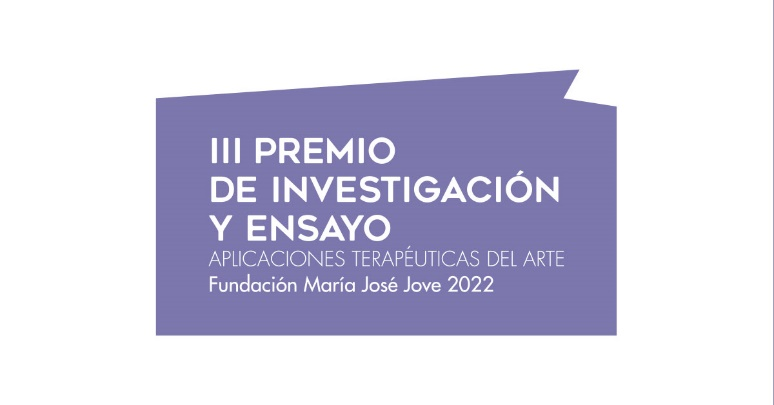 III PREMIO
DE INVESTIGACIÓN
Y ENSAYO
APLICACIONES TERAPÉUTICAS DEL ARTE
Fundación María José Jove 2022